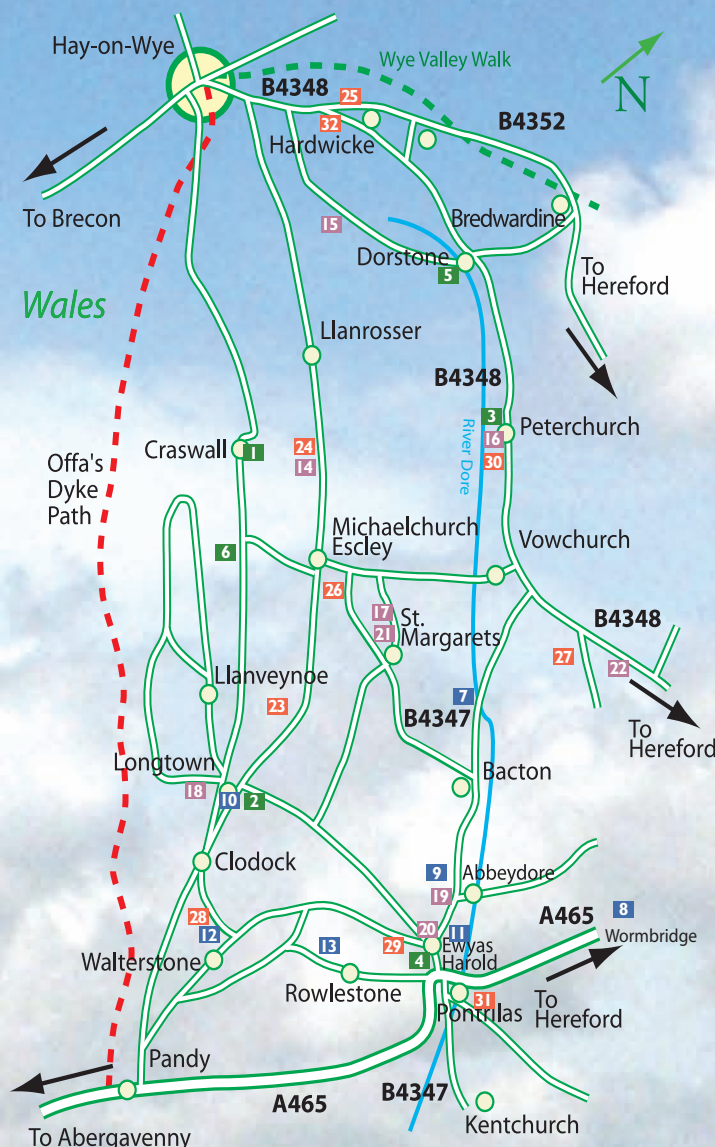 Hay-on-Wye
Wye Valley Walk
B4348
25
N
32
B4352
Hardwicke
To Brecon
15
Bredwardine
Dorstone
5
To
Hereford
Wales
Llanrosser
B4348
3
16
Peterchurch
30
River Dore
Craswall
1
24
14
Offa's
Dyke
Path
Michaelchurch
Escley
6
Vowchurch
26
17
21
St.
Margarets
B4348
27
22
Llanveynoe
23
7
B4347
To
Hereford
Longtown
18
10
2
Bacton
Clodock
9
Abbeydore
19
A465
8
Wormbridge
28
12
20
11
Ewyas
Harold
29
13
4
Walterstone
Rowlestone
31
Pontrilas
To
Hereford
Pandy
A465
B4347
Kentchurch
To Abergavenny